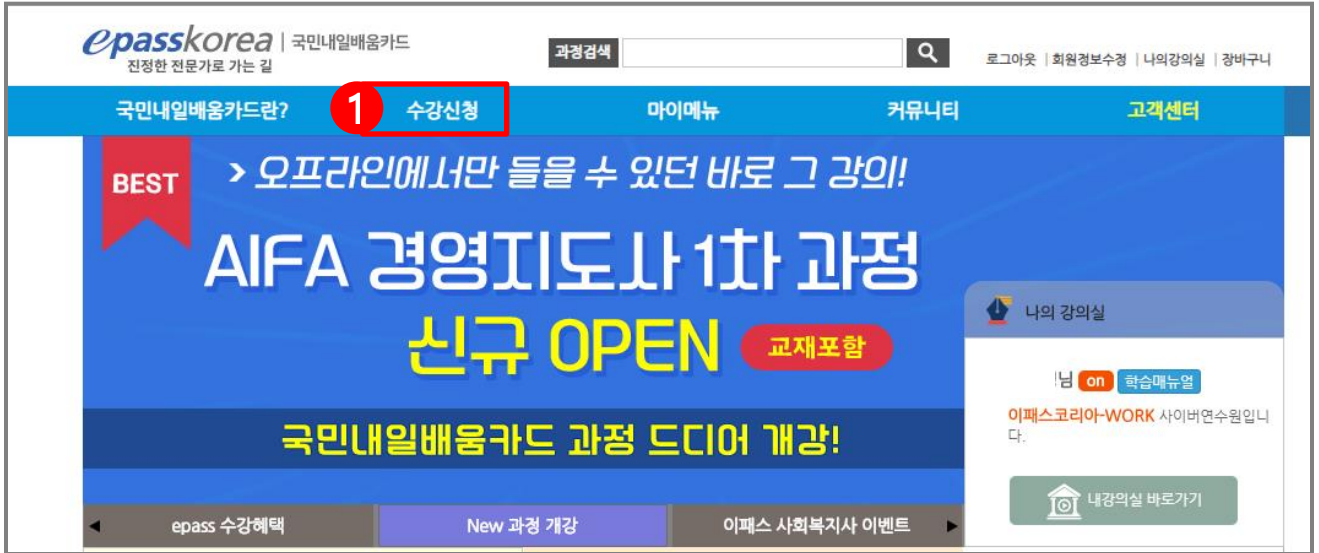 epasskorea | 국민내일배움카드
진정한 전문가로 가는 길
과정검색
로그아웃 | 회원정보수정 | 나의강의실 | 장바구니
국민내일배움카드란? 1 수강신청 마이메뉴 커뮤니티 고객센터
BEST
> 오프라인에서만 들을 수 있던 바로 그 강의!
AIFA 경영지도사 1차 과정
신규 OPEN 교재포함
국민내일배움카드 과정 드디어 개강!
나의 강의실
님 on 학습매뉴얼
이패스코리아-WORK 사이버연수원입니
다.
내강의실 바로가기
epass 수강혜택 New 과정 개강 이패스 사회복지사 이벤트